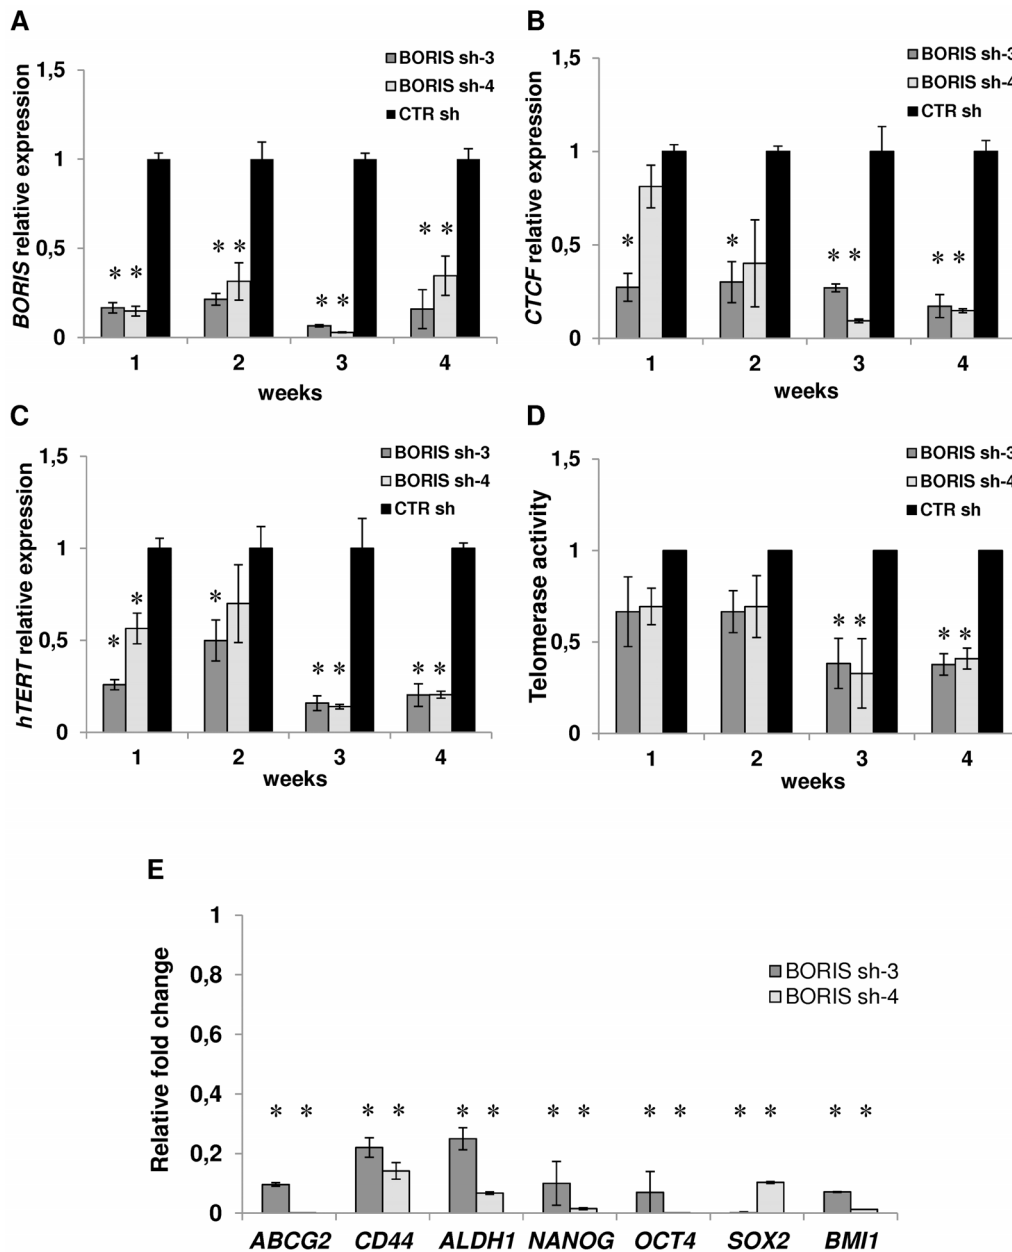 A
BORIS sh-3
BORIS sh-4
CTR sh
BORIS relative expression
1,5
1
0,5
0
* * * * * * * *
1 2 3 4
weeks
B
BORIS sh-3
BORIS sh-4
CTR sh
CTCF relative expression
1,5
1
0,5
0
* * * * * *
1 2 3 4
weeks
C
BORIS sh-3
BORIS sh-4
CTR sh
hTERT relative expression
1,5
1
0,5
0
* * * * * * *
1 2 3 4
weeks
D
BORIS sh-3
BORIS sh-4
CTR sh
Telomerase activity
1,5
1
0,5
0
* * * *
1 2 3 4
weeks
E
BORIS sh-3
BORIS sh-4
Relative fold change
1
0,8
0,6
0,4
0,2
0
* * * * * * * * * * * * * *
ABCG2 CD44 ALDH1 NANOG OCT4 SOX2 BMI1